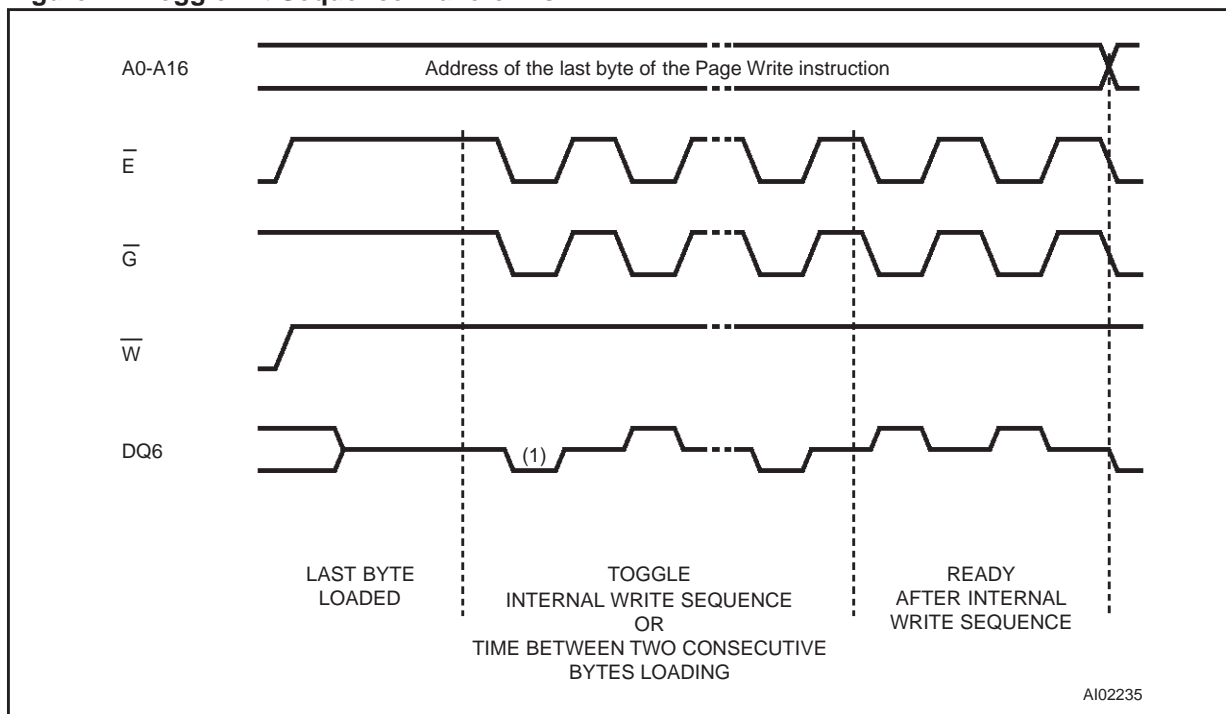 A0-A16
Address of the last byte of the Page Write instruction
E
G
W
DQ6
(1)
LAST BYTE
LOADED
TOGGLE
INTERNAL WRITE SEQUENCE
OR
TIME BETWEEN TWO CONSECUTIVE
BYTES LOADING
READY
AFTER INTERNAL
WRITE SEQUENCE
AI02235